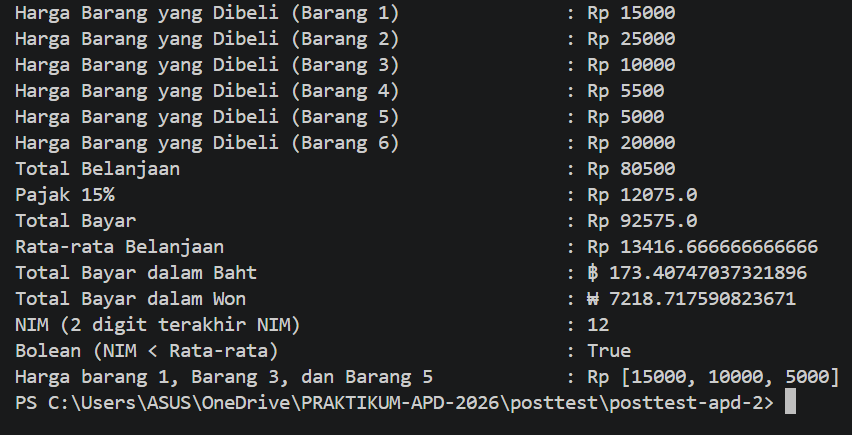 Harga Barang yang Dibeli (Barang 1) : Rp 15000
Harga Barang yang Dibeli (Barang 2) : Rp 25000
Harga Barang yang Dibeli (Barang 3) : Rp 10000
Harga Barang yang Dibeli (Barang 4) : Rp 5500
Harga Barang yang Dibeli (Barang 5) : Rp 5000
Harga Barang yang Dibeli (Barang 6) : Rp 20000
Total Belanjaan : Rp 80500
Pajak 15% : Rp 12075.0
Total Bayar : Rp 92575.0
Rata-rata Belanjaan : Rp 13416.666666666666
Total Bayar dalam Baht : ฿ 173.40747037321896
Total Bayar dalam Won : ₩ 7218.717590823671
NIM (2 digit terakhir NIM) : 12
Bolean (NIM < Rata-rata) : True
Harga barang 1, Barang 3, dan Barang 5 : Rp [15000, 10000, 5000]
PS C:\Users\ASUS\OneDrive\PRAKTIKUM-APD-2026\posttest\posttest-apd-2>